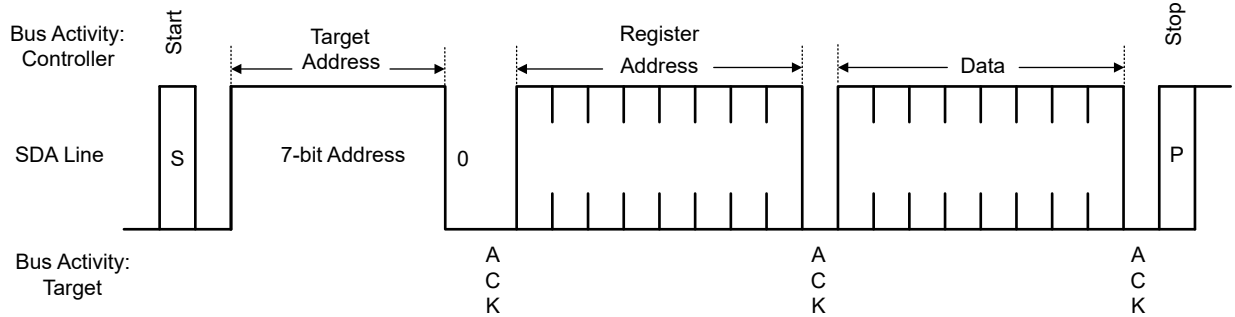 Bus Activity:
Controller
Start
Target
Address
Register
Address
Data
Stop
SDA Line
S
7-bit Address
0
P
Bus Activity:
Target
A
C
K
A
C
K
A
C
K